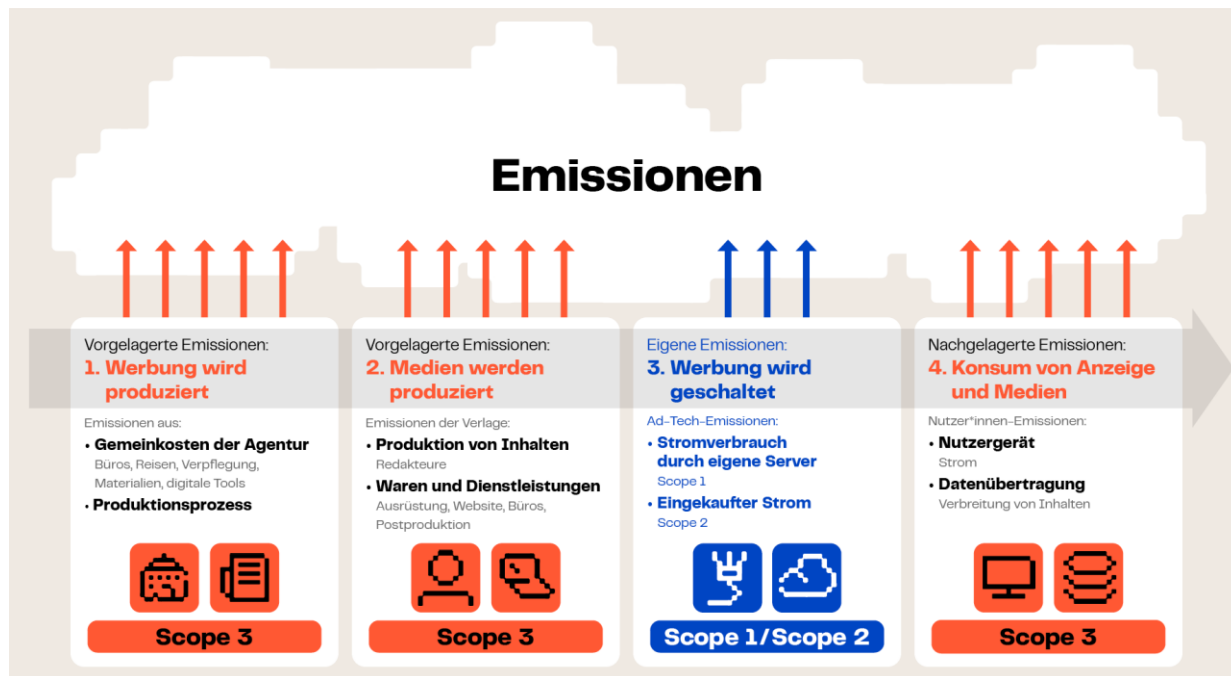 Emissionen
Vorgelagerte Emissionen:
1. Werbung wird
produziert
Emissionen aus:
• Gemeinkosten der Agentur
Büros, Reisen, Verpflegung,
Materialien, digitale Tools
• Produktionsprozess
Scope 3
Vorgelagerte Emissionen:
2. Medien werden
produziert
Emissionen der Verlage:
• Produktion von Inhalten
Redakteure
• Waren und Dienstleistungen
Ausrüstung, Website, Büros,
Postproduktion
Scope 3
Eigene Emissionen:
3. Werbung wird
geschaltet
Ad-Tech-Emissionen:
• Stromverbrauch
durch eigene Server
Scope 1
• Eingekaufter Strom
Scope 2
Scope 1/Scope 2
Nachgelagerte Emissionen:
4. Konsum von Anzeige
und Medien
Nutzer*innen-Emissionen:
• Nutzergerät
Strom
• Datenübertragung
Verbreitung von Inhalten
Scope 3